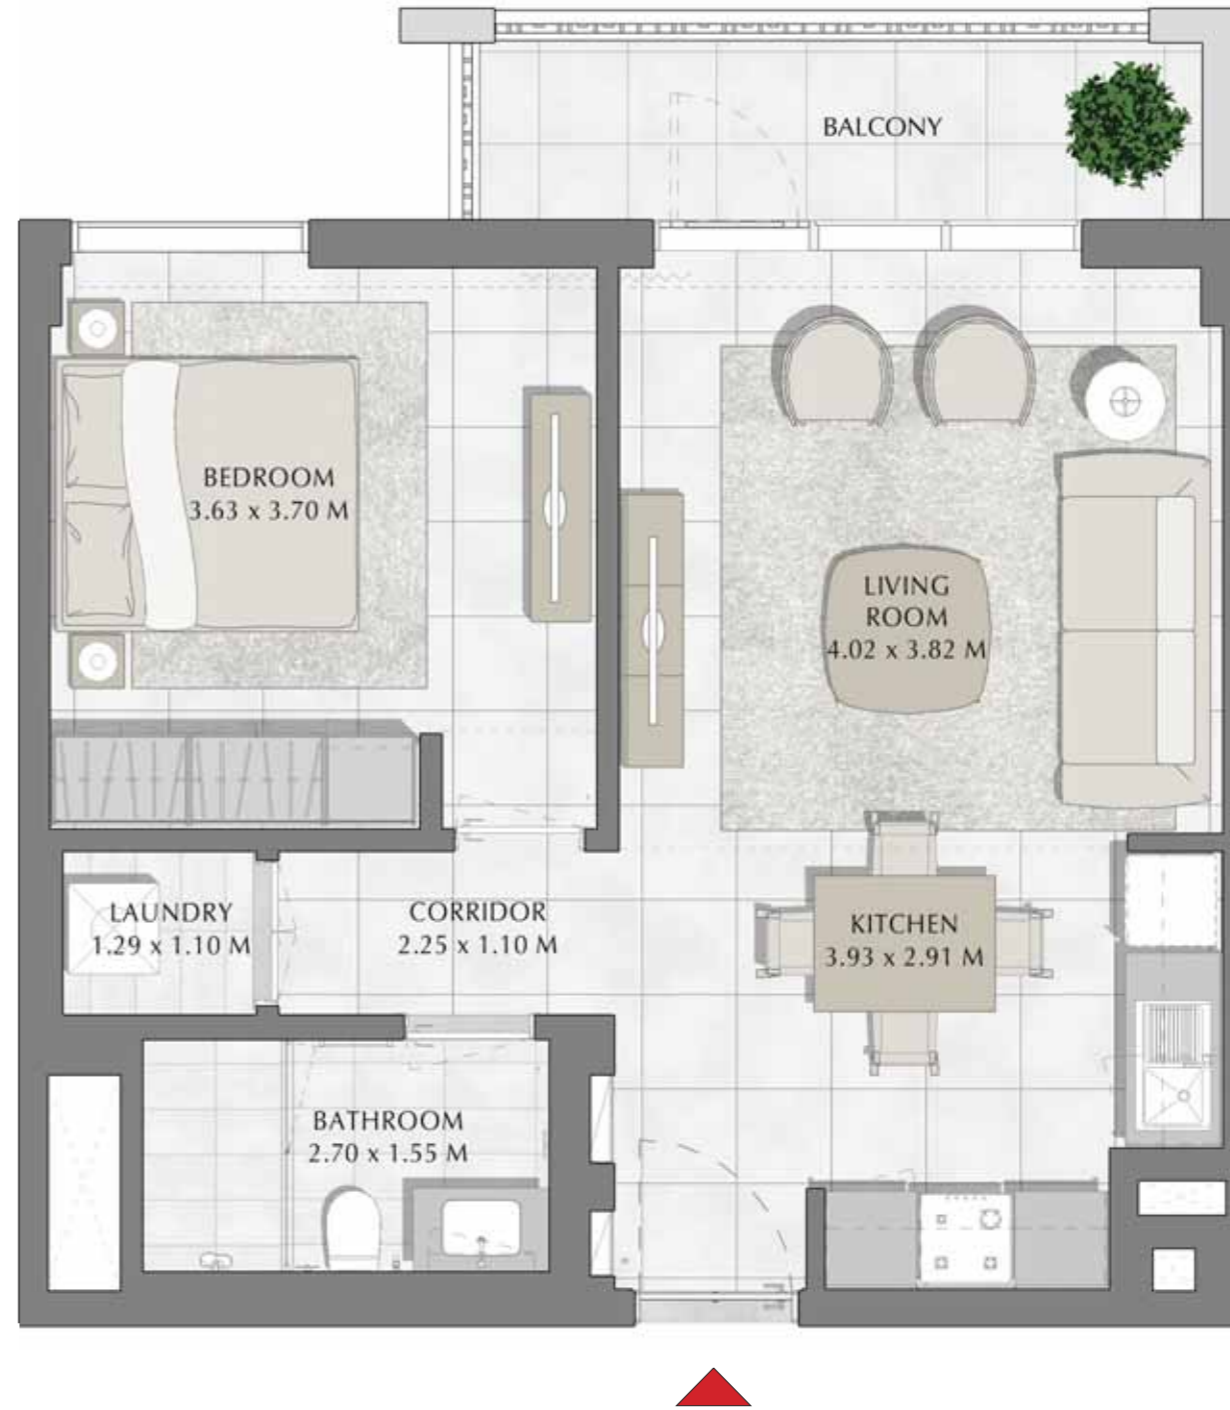 BALCONY
BEDROOM
3.63 x 3.70 M
LIVING
ROOM
4.02 x 3.82 M
LAUNDRY
1.29 x 1.10 M
CORRIDOR
2.25 x 1.10 M
KITCHEN
3.93 x 2.91 M
BATHROOM
2.70 x 1.55 M